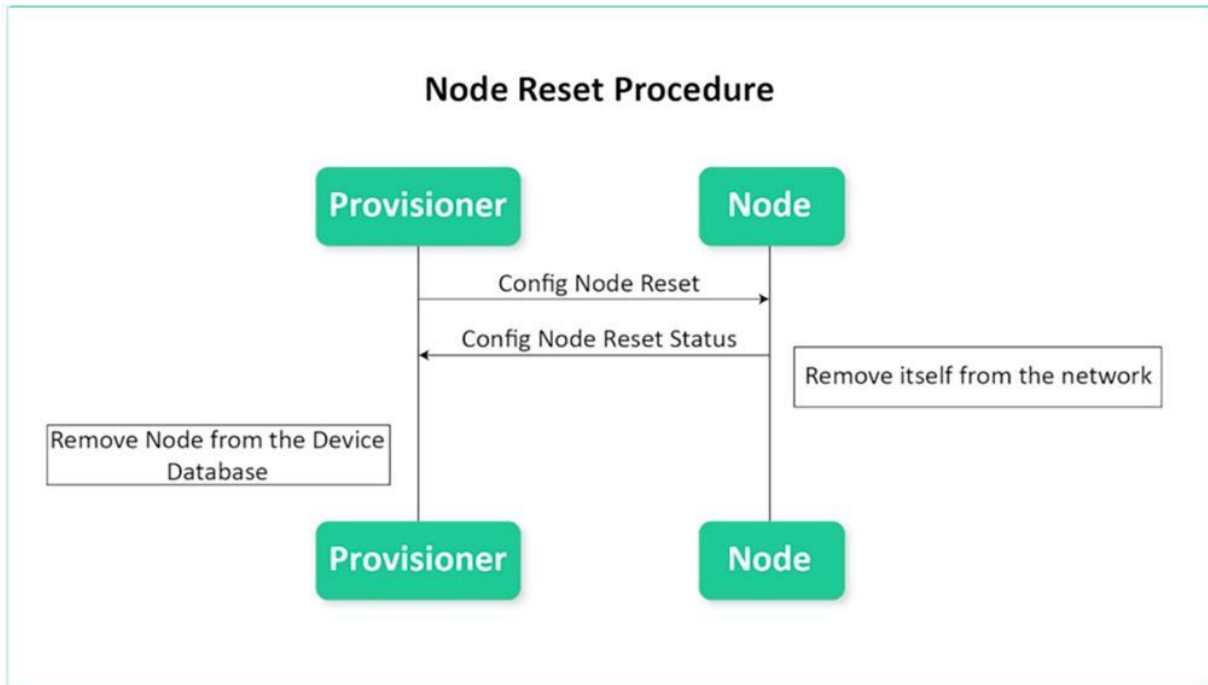 Node Reset Procedure
Provisioner
Node
Config Node Reset
Config Node Reset Status
Remove itself from the network
Remove Node from the Device
Database
Provisioner
Node